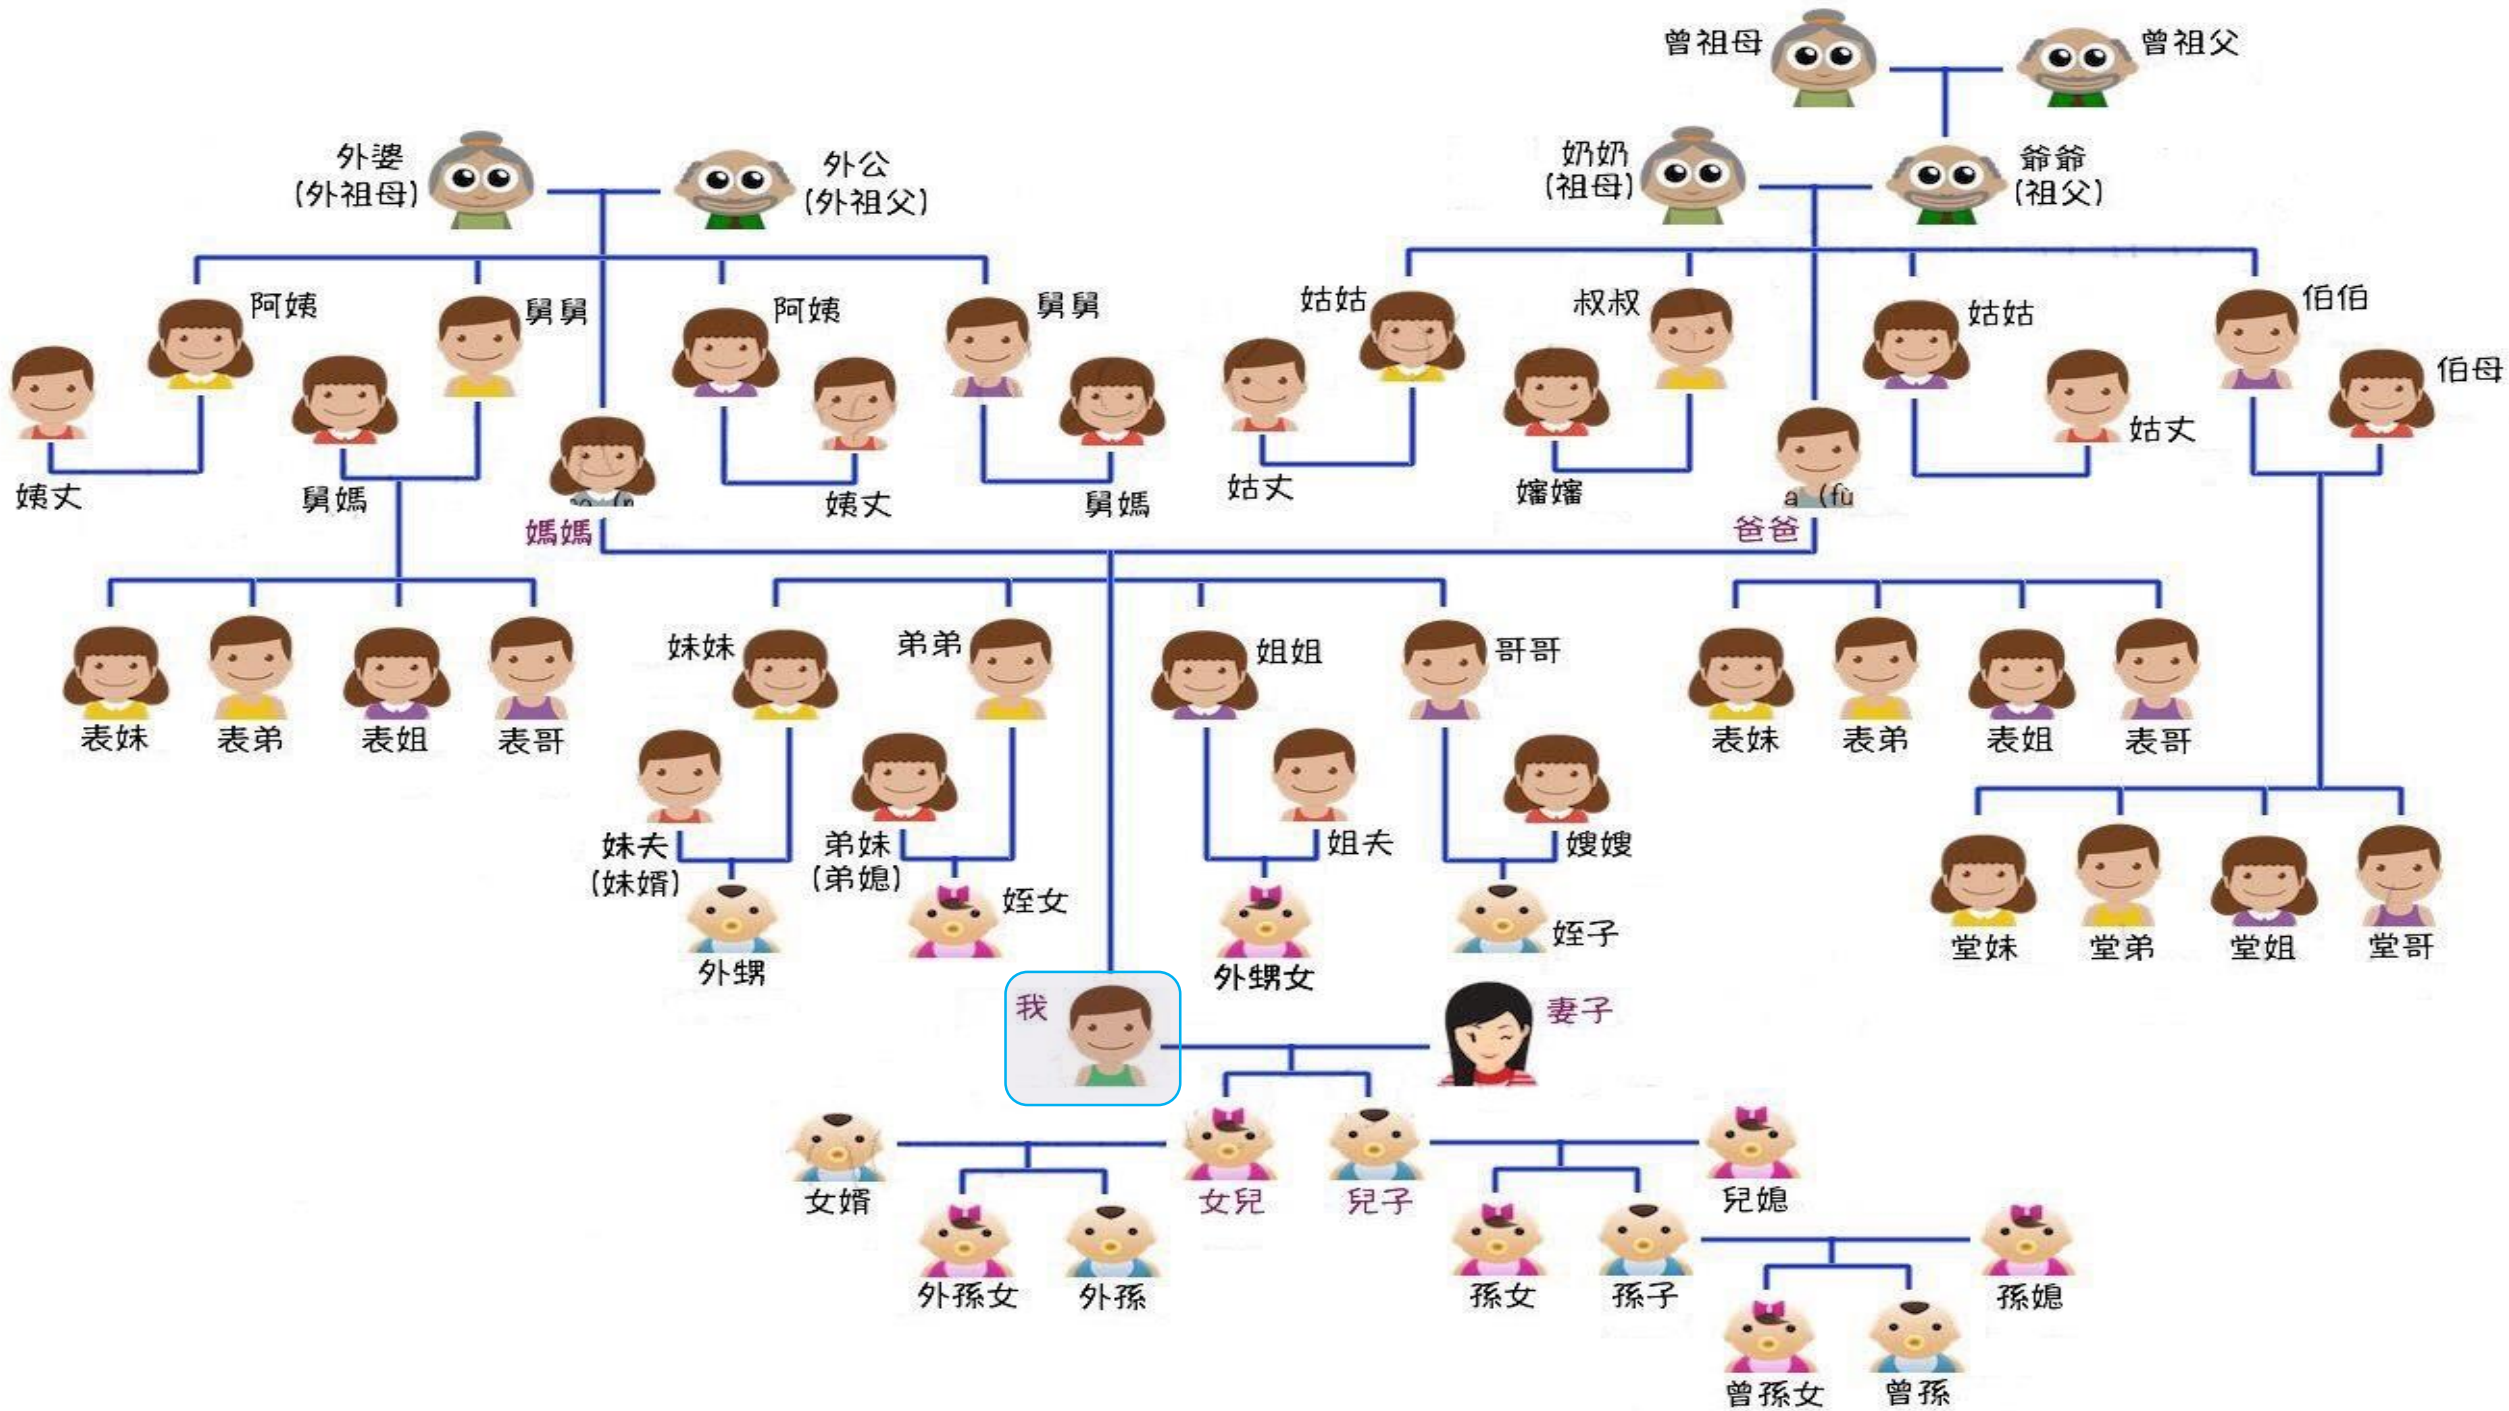 曾祖母
曾祖父
外婆
(外祖母)
外公
(外祖父)
奶奶
(祖母)
爺爺
(祖父)
阿姨
舅舅
阿姨
舅舅
姑姑
叔叔
姑姑
伯伯
伯母
姨丈
舅媽
媽媽
姨丈
舅媽
姑丈
嬸嬸
a (fù
爸爸
姑丈
表妹
表弟
表姐
表哥
妹妹
弟弟
姐姐
哥哥
表妹
表弟
表姐
表哥
妹夫
(妹婿)
弟妹
(弟媳)
姐夫
嫂嫂
外甥
姪女
外甥女
姪子
堂妹
堂弟
堂姐
堂哥
我
妻子
女婿
女兒
兒子
兒媳
外孫女
外孫
孫女
孫子
孫媳
曾孫女
曾孫